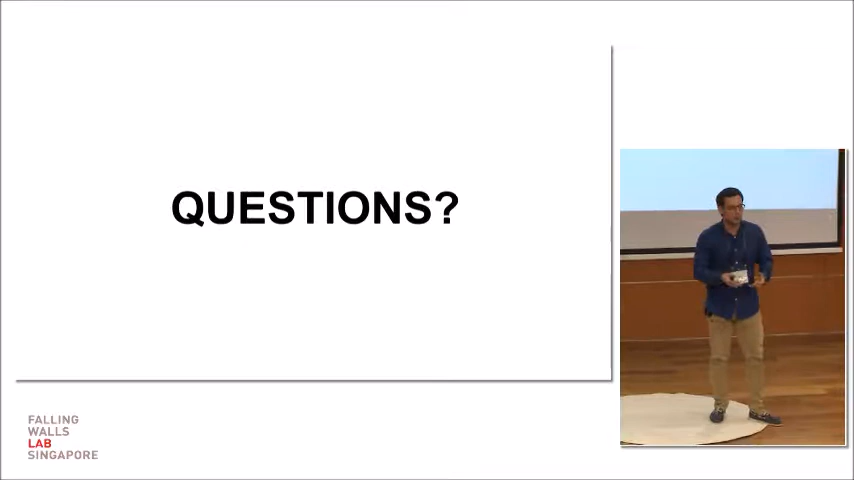 QUESTIONS?
FALLING
WALLS
LAB
SINGAPORE